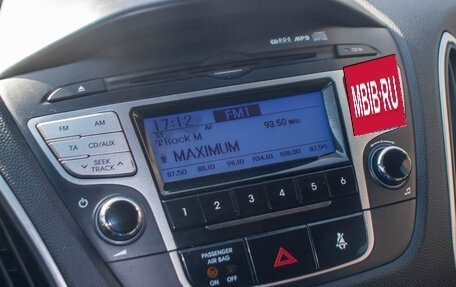 MP3
CD-IN
MBIB.RU
FM AM
TA CD/AUX
SEEK
TRACK
17:12 AF FM1 93.50 MHz
ST
Rock M
MAXIMUM
87.50 88.10 98.10 104.10 108.00 87.50
1 2 3 4 5 6
PASSENGER
AIR BAG
ON OFF